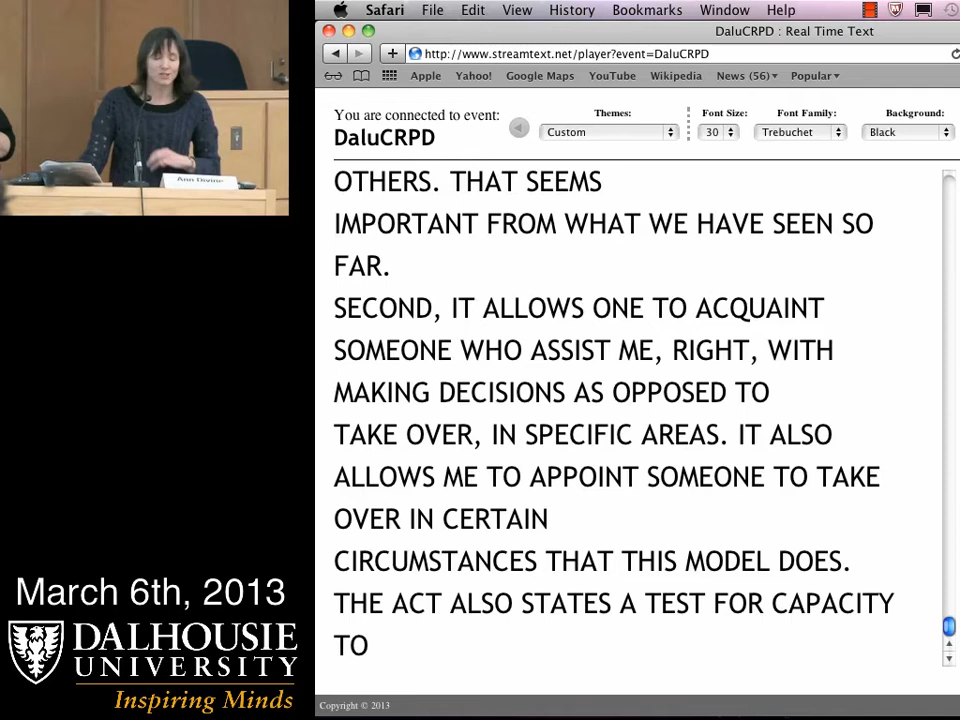 Safari File Edit View History Bookmarks Window Help
DaluCRPD : Real Time Text
http://www.streamtext.net/player?event=DaluCRPD
Apple Yahoo! Google Maps YouTube Wikipedia News (56) Popular
You are connected to event:
DaluCRPD
Themes: Font Size: Font Family: Background:
Custom 30 Trebuchet Black
OTHERS. THAT SEEMS
IMPORTANT FROM WHAT WE HAVE SEEN SO
FAR.
SECOND, IT ALLOWS ONE TO ACQUAINT
SOMEONE WHO ASSIST ME, RIGHT, WITH
MAKING DECISIONS AS OPPOSED TO
TAKE OVER, IN SPECIFIC AREAS. IT ALSO
ALLOWS ME TO APPOINT SOMEONE TO TAKE
OVER IN CERTAIN
CIRCUMSTANCES THAT THIS MODEL DOES.
THE ACT ALSO STATES A TEST FOR CAPACITY
TO
Copyright © 2013
Ann Divine
March 6th, 2013
DALHOUSIE
UNIVERSITY
Inspiring Minds